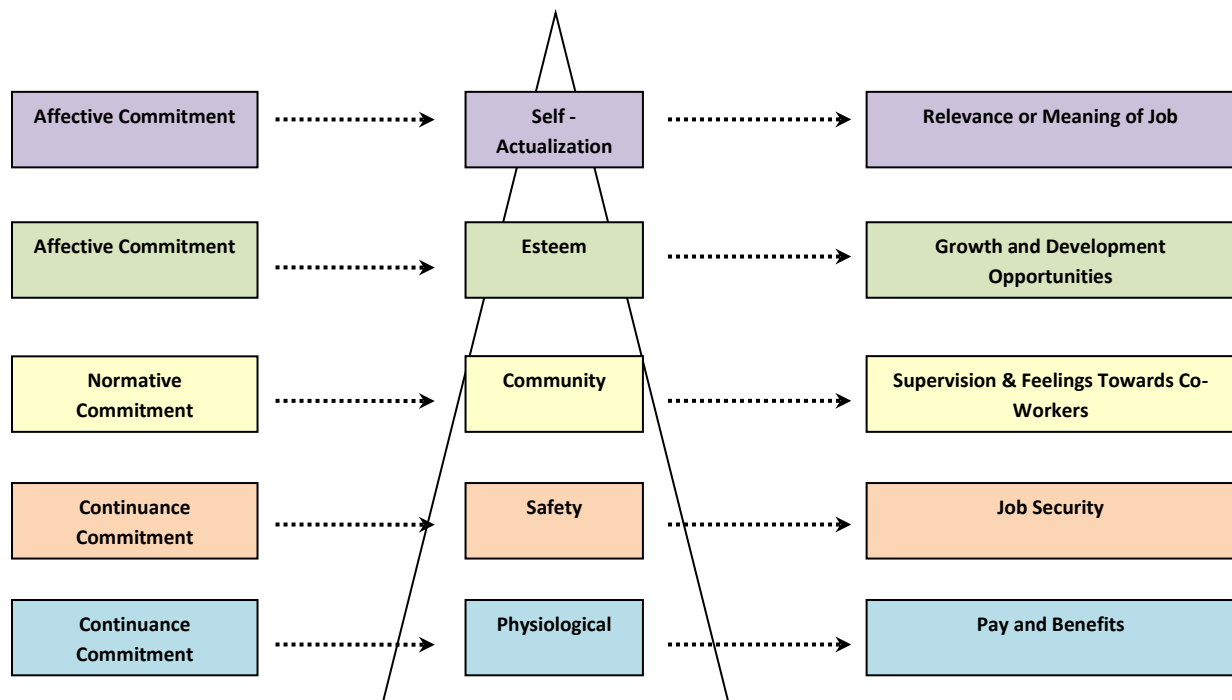 Affective Commitment
Self -
Actualization
Relevance or Meaning of Job
Affective Commitment
Esteem
Growth and Development
Opportunities
Normative
Commitment
Community
Supervision & Feelings Towards Co-
Workers
Continuance
Commitment
Safety
Job Security
Continuance
Commitment
Physiological
Pay and Benefits